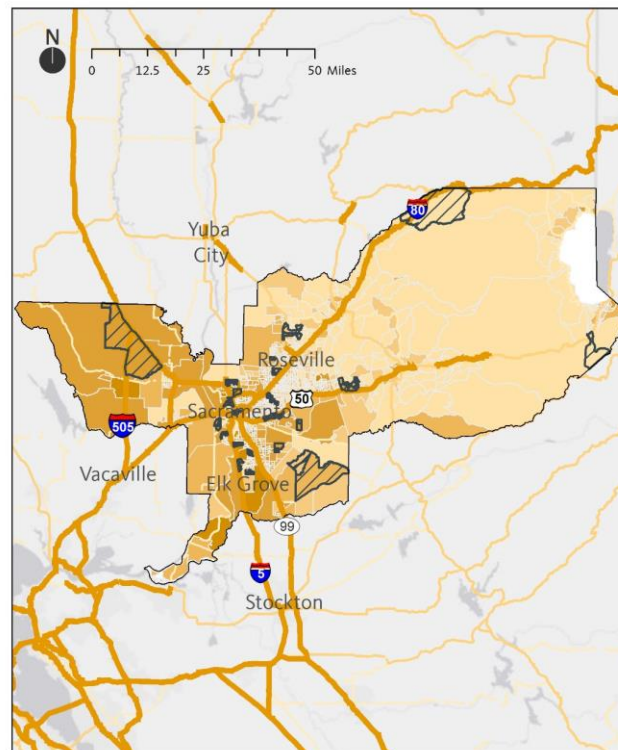 N
0 12.5 25 50 Miles
80
Yuba
City
Roseville
50
Sacramento
505
Vacaville
Elk Grove
99
5
Stockton